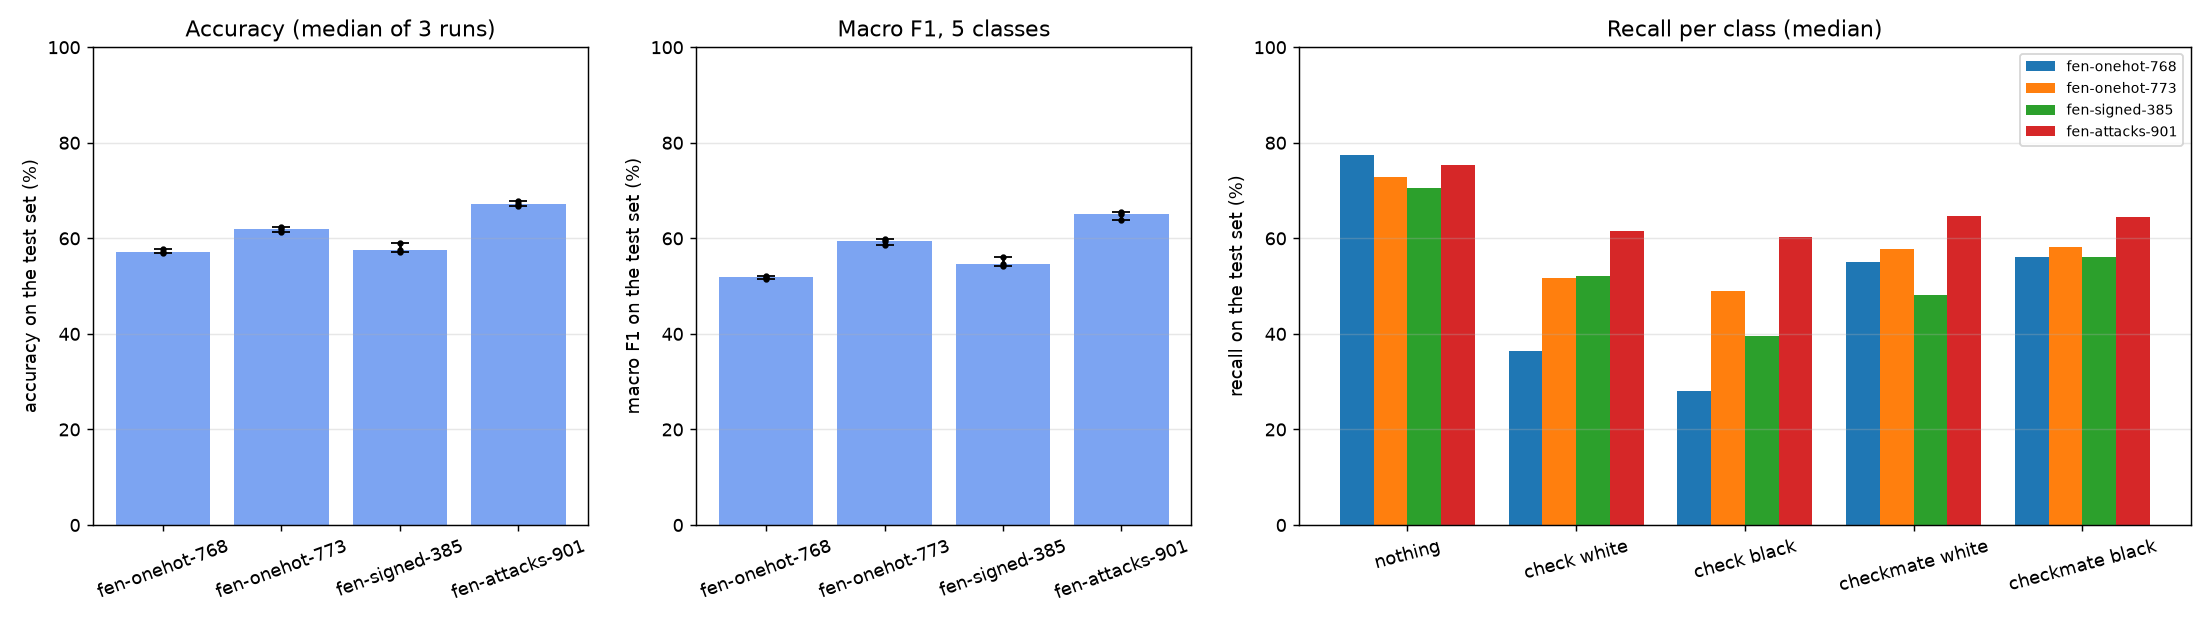 Accuracy (median of 3 runs)
accuracy on the test set (%)
100
80
60
40
20
0
fen-onehot-768
fen-onehot-773
fen-signed-385
fen-attacks-901
Macro F1, 5 classes
macro F1 on the test set (%)
100
80
60
40
20
0
fen-onehot-768
fen-onehot-773
fen-signed-385
fen-attacks-901
Recall per class (median)
recall on the test set (%)
100
80
60
40
20
0
fen-onehot-768
fen-onehot-773
fen-signed-385
fen-attacks-901
nothing
check white
check black
checkmate white
checkmate black